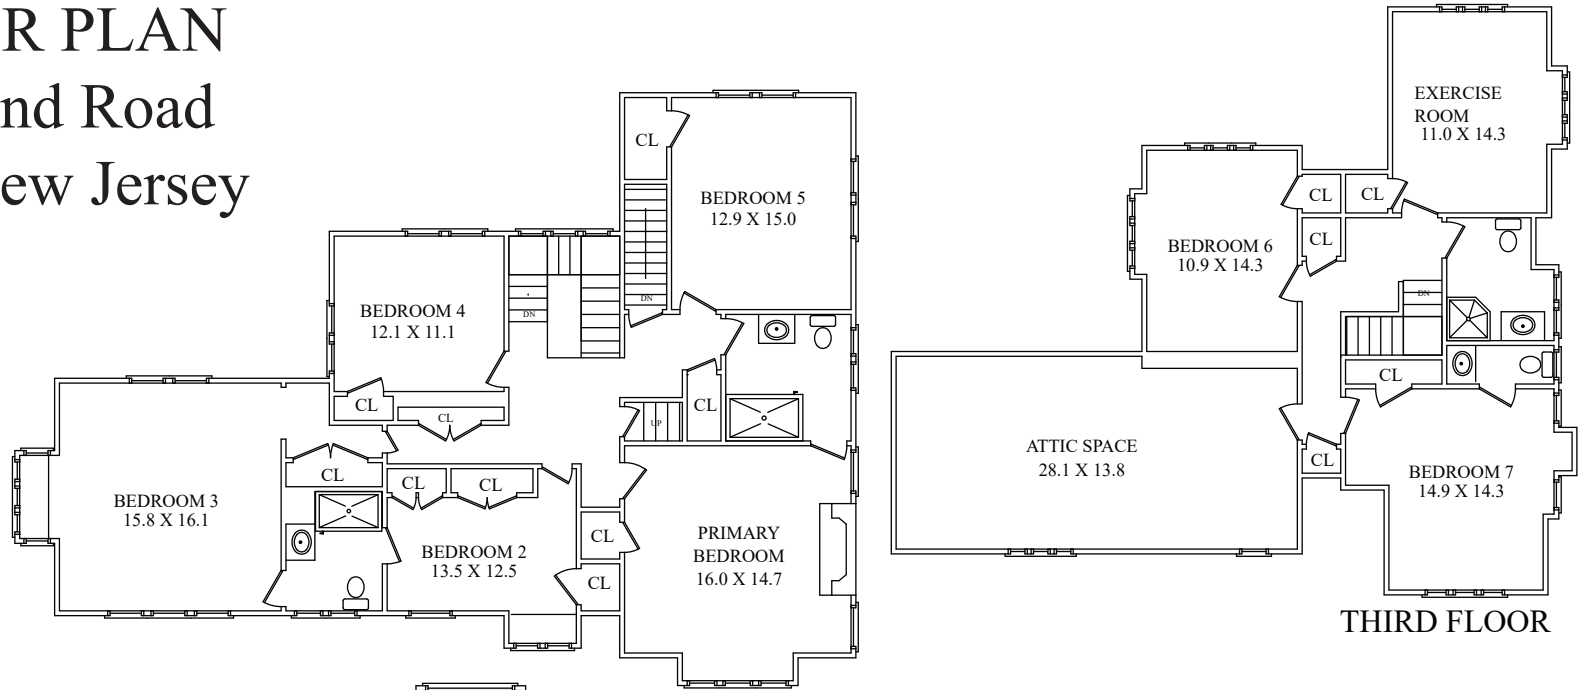 R PLAN
nd Road
ew Jersey
CL
BEDROOM 5
12.9 X 15.0
DN
BEDROOM 4
12.1 X 11.1
DN
CL
CL
CL
UP
CL
CL
CL
BEDROOM 3
15.8 X 16.1
BEDROOM 2
13.5 X 12.5
CL
CL
PRIMARY
BEDROOM
16.0 X 14.7
EXERCISE
ROOM
11.0 X 14.3
CL
CL
CL
BEDROOM 6
10.9 X 14.3
DN
CL
ATTIC SPACE
28.1 X 13.8
CL
BEDROOM 7
14.9 X 14.3
THIRD FLOOR